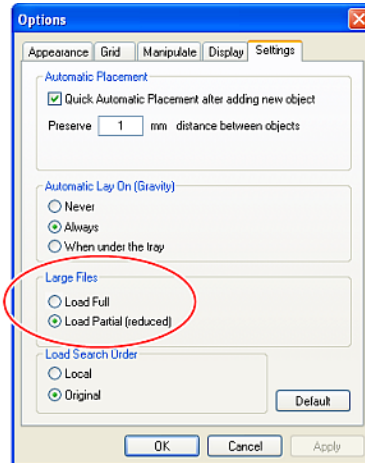 Options
Appearance Grid Manipulate Display Settings
Automatic Placement
Quick Automatic Placement after adding new object
Preserve 1 mm distance between objects
Automatic Lay On (Gravity)
Never
Always
When under the tray
Large Files
Load Full
Load Partial (reduced)
Load Search Order
Local
Original
Default
OK Cancel Apply